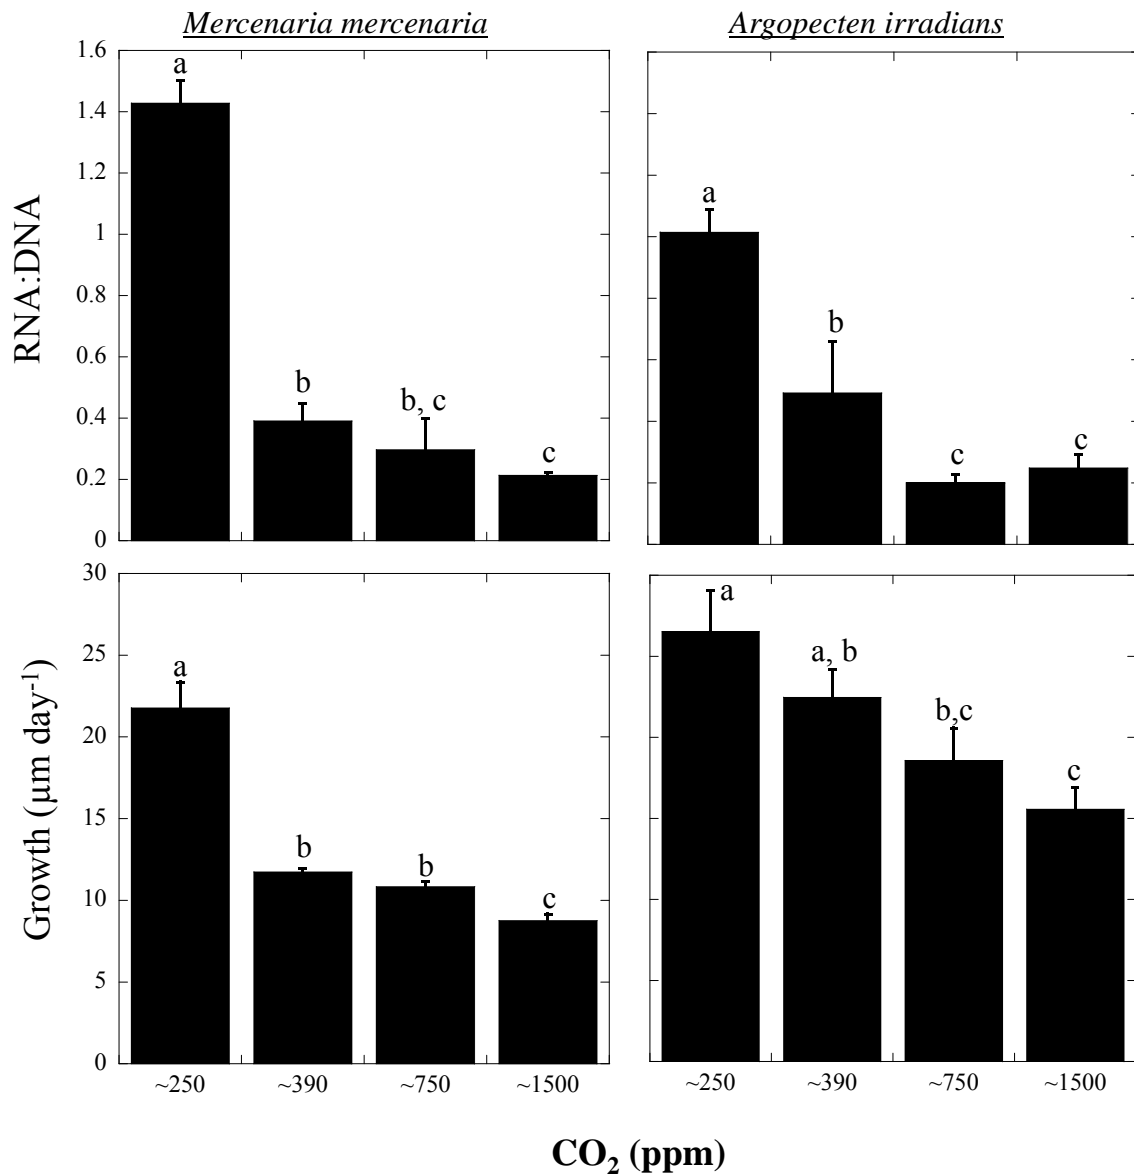 Mercenaria mercenaria
Argopecten irradians
RNA:DNA
1.6
1.4
1.2
1
0.8
0.6
0.4
0.2
0
a
b
b, c
c
a
b
c
c
Growth (µm day⁻¹)
30
25
20
15
10
5
0
a
b
b
c
a
a, b
b,c
c
~250 ~390 ~750 ~1500
~250 ~390 ~750 ~1500
CO₂ (ppm)